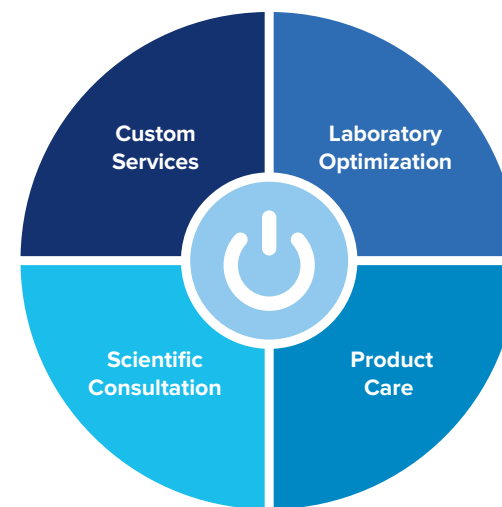 Custom
Services
Laboratory
Optimization
Scientific
Consultation
Product
Care